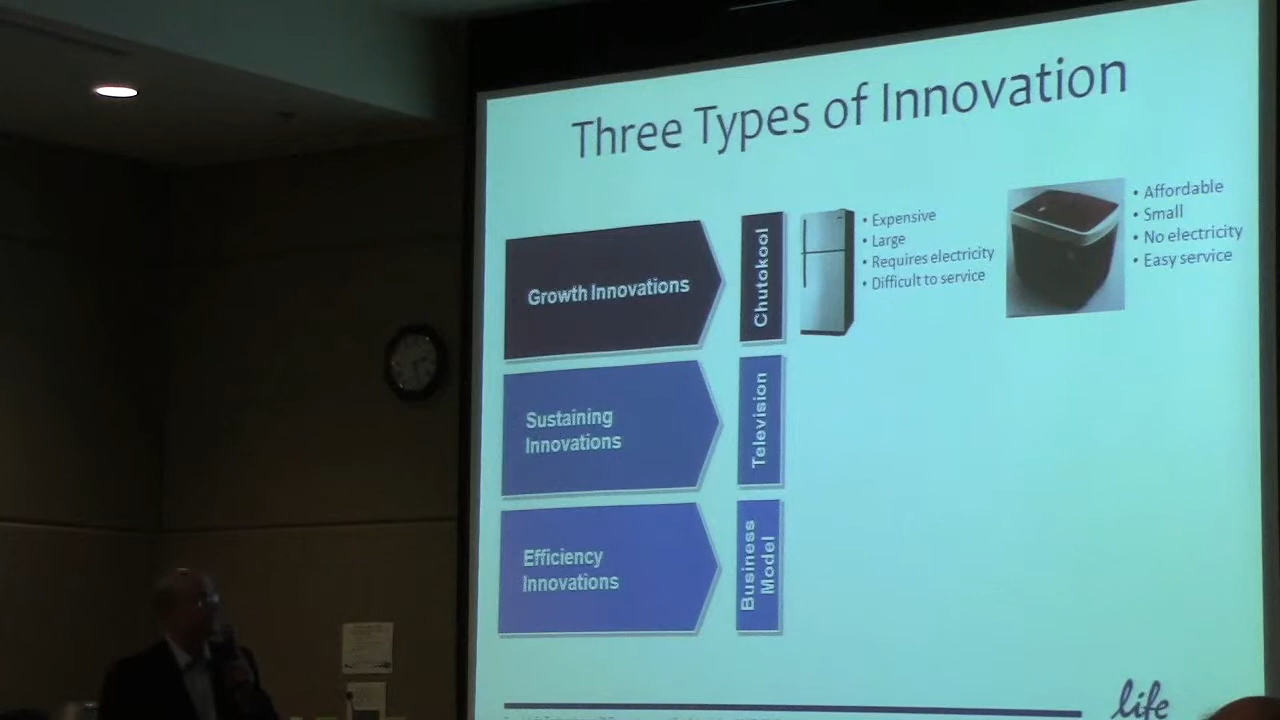 Three Types of Innovation
Growth Innovations
Chutokool
• Expensive
• Large
• Requires electricity
• Difficult to service
• Affordable
• Small
• No electricity
• Easy service
Sustaining
Innovations
Television
Efficiency
Innovations
Business
Model
life